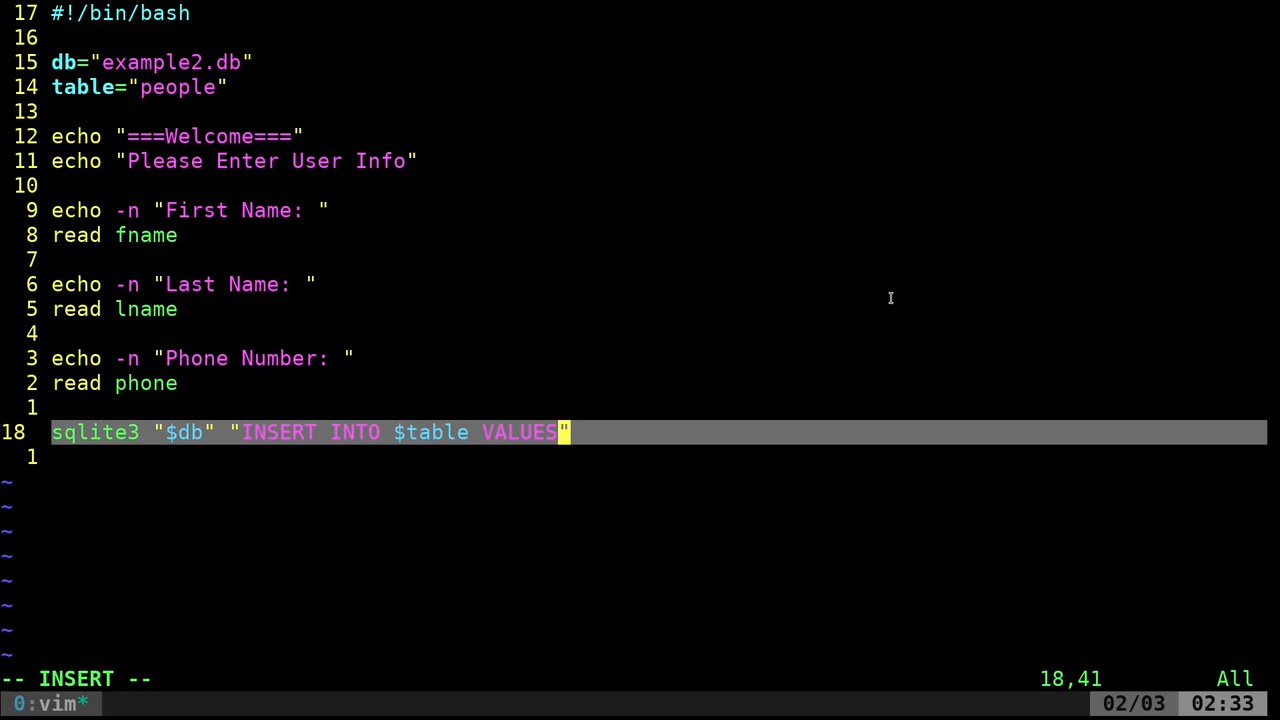 17 #!/bin/bash
16
15 db="example2.db"
14 table="people"
13
12 echo "===Welcome==="
11 echo "Please Enter User Info"
10
9 echo -n "First Name: "
8 read fname
7
6 echo -n "Last Name: "
5 read lname
4
3 echo -n "Phone Number: "
2 read phone
1
18 sqlite3 "$db" "INSERT INTO $table VALUES"
1
~
~
~
~
~
~
~
~
-- INSERT -- 18,41 All
0:vim* 02/03 02:33